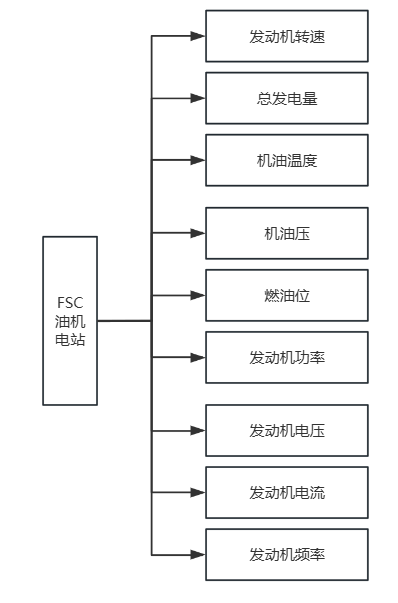 发动机转速
总发电量
机油温度
机油压
FSC
油机
电站
燃油位
发动机功率
发动机电压
发动机电流
发动机频率